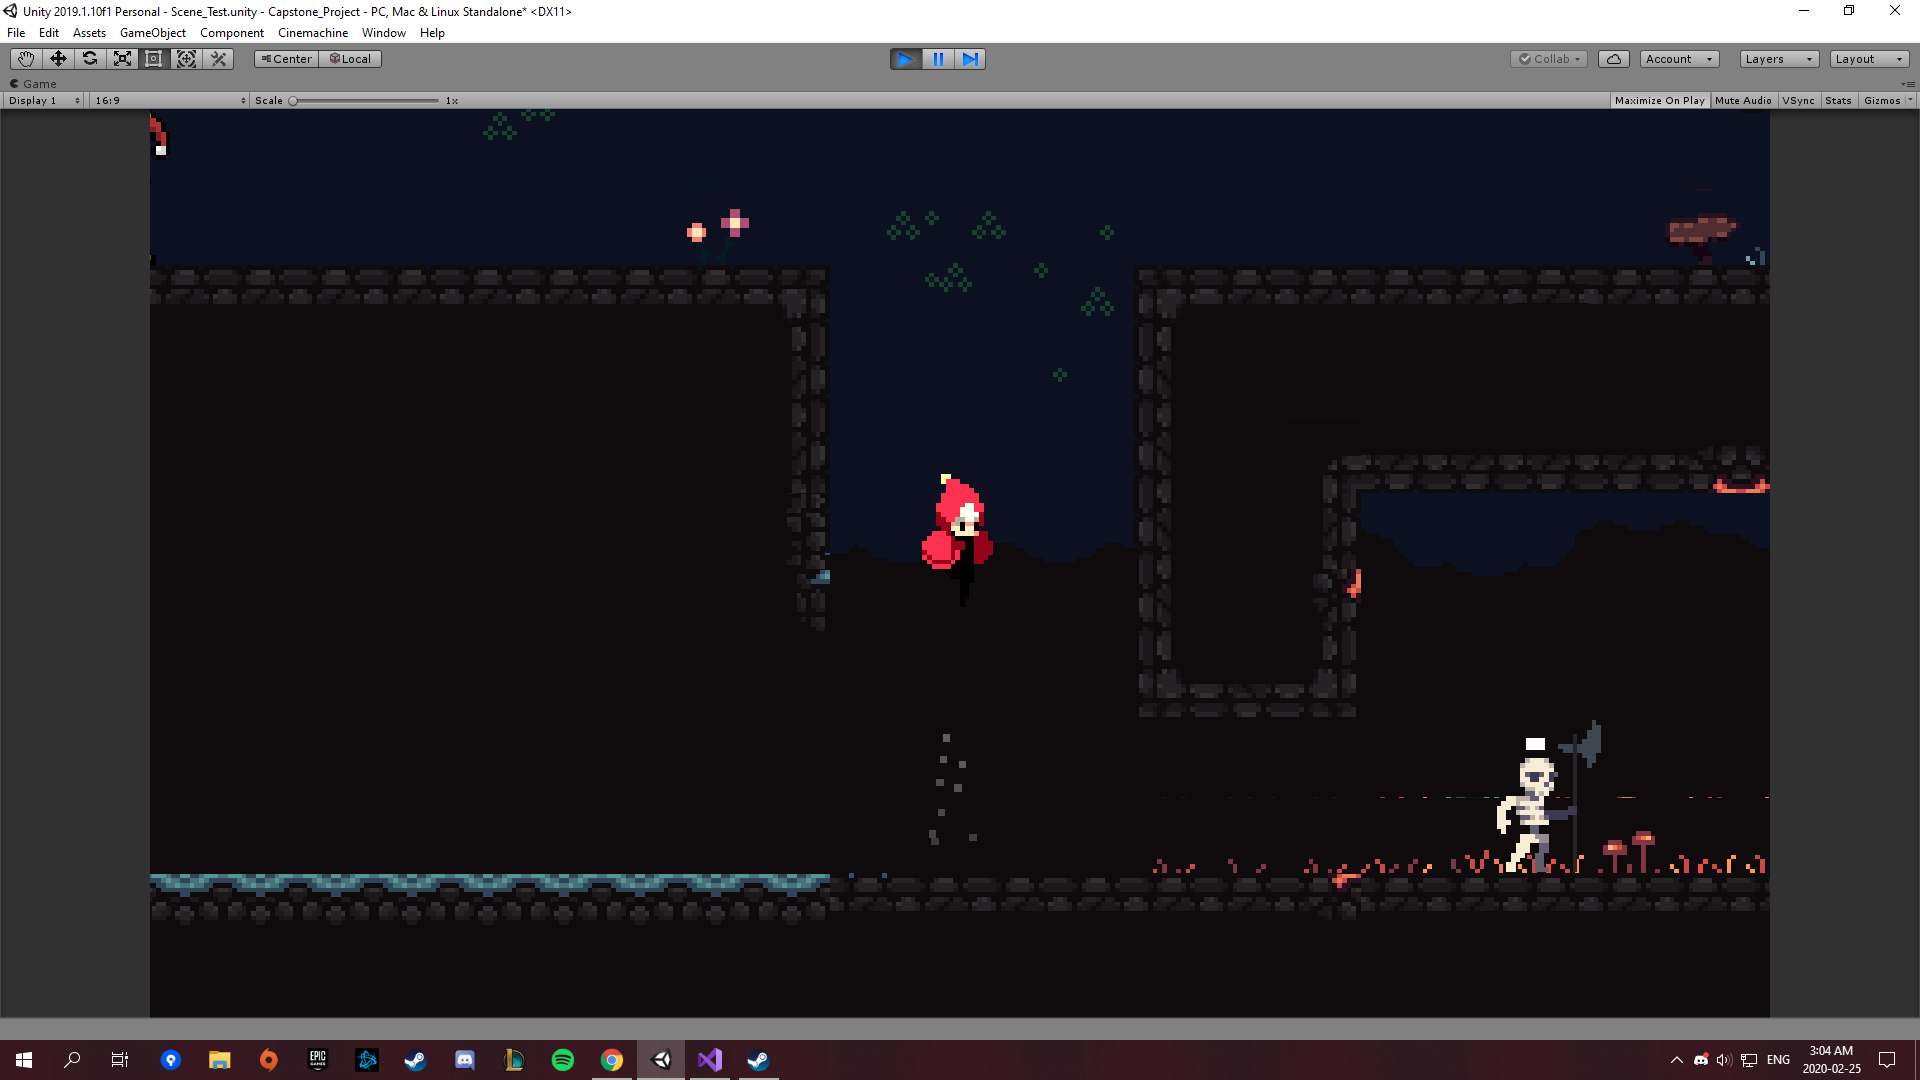 Unity 2019.1.10f1 Personal - Scene_Test.unity - Capstone_Project - PC, Mac & Linux Standalone* <DX11>
File Edit Assets GameObject Component Cinemachine Window Help
Center Local Collab Account Layers Layout
Game
Display 1 16:9 Scale 1x Maximize On Play Mute Audio VSync Stats Gizmos
EPIC
GAMES
ENG
3:04 AM
2020-02-25